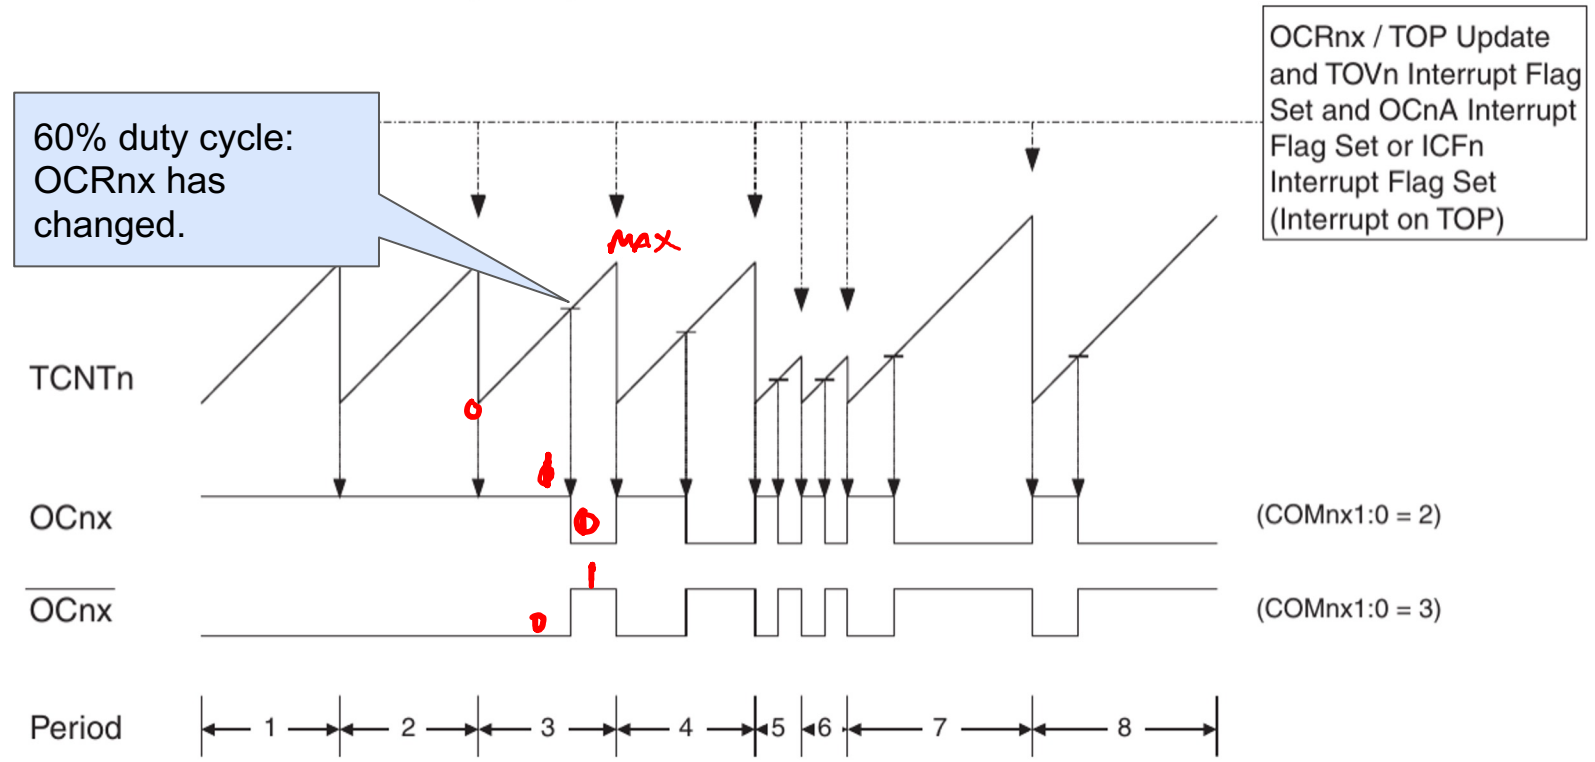 OCRnx / TOP Update
and TOVn Interrupt Flag
Set and OCnA Interrupt
Flag Set or ICFn
Interrupt Flag Set
(Interrupt on TOP)
60% duty cycle:
OCRnx has
changed.
MAX
TCNTn
0
1
OCnx
0
(COMnx1:0 = 2)
1
OCnx
0
(COMnx1:0 = 3)
Period
1 2 3 4 5 6 7 8